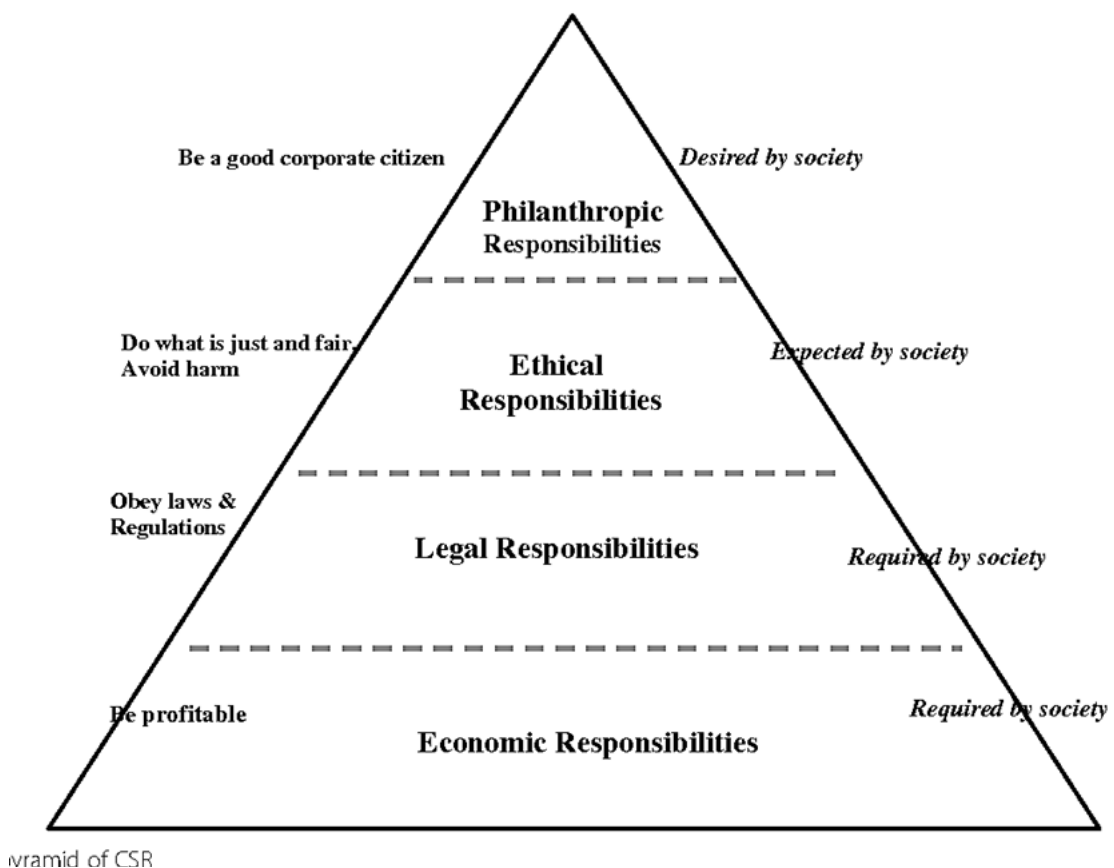 Be a good corporate citizen
Desired by society
Philanthropic
Responsibilities
Do what is just and fair,
Avoid harm
Expected by society
Ethical
Responsibilities
Obey laws &
Regulations
Legal Responsibilities
Required by society
Be profitable
Required by society
Economic Responsibilities
of CSR